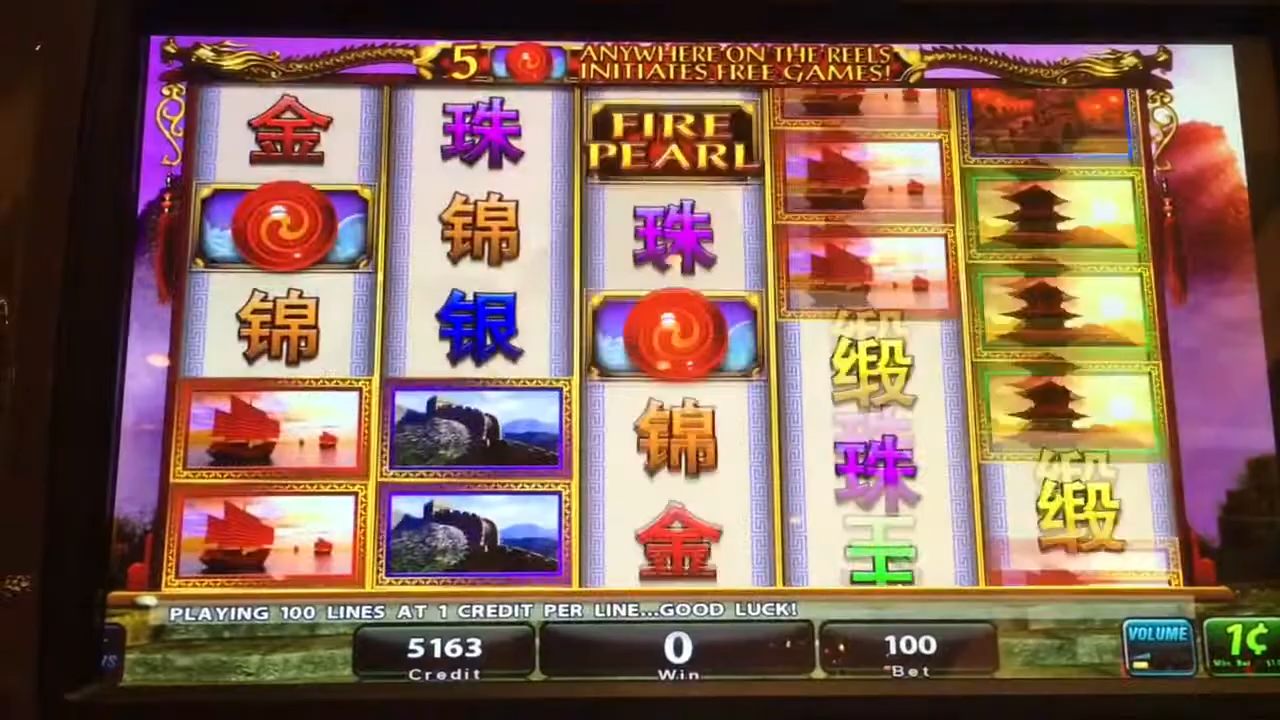 5 ANYWHERE ON THE REELS
INITIATES FREE GAMES!
金 珠 FIRE
PEARL
锦 珠
锦 银 缎
锦 珠
金 王 缎
PLAYING 100 LINES AT 1 CREDIT PER LINE...GOOD LUCK!
5163 0 100 VOLUME 1¢
Credit Win Bet